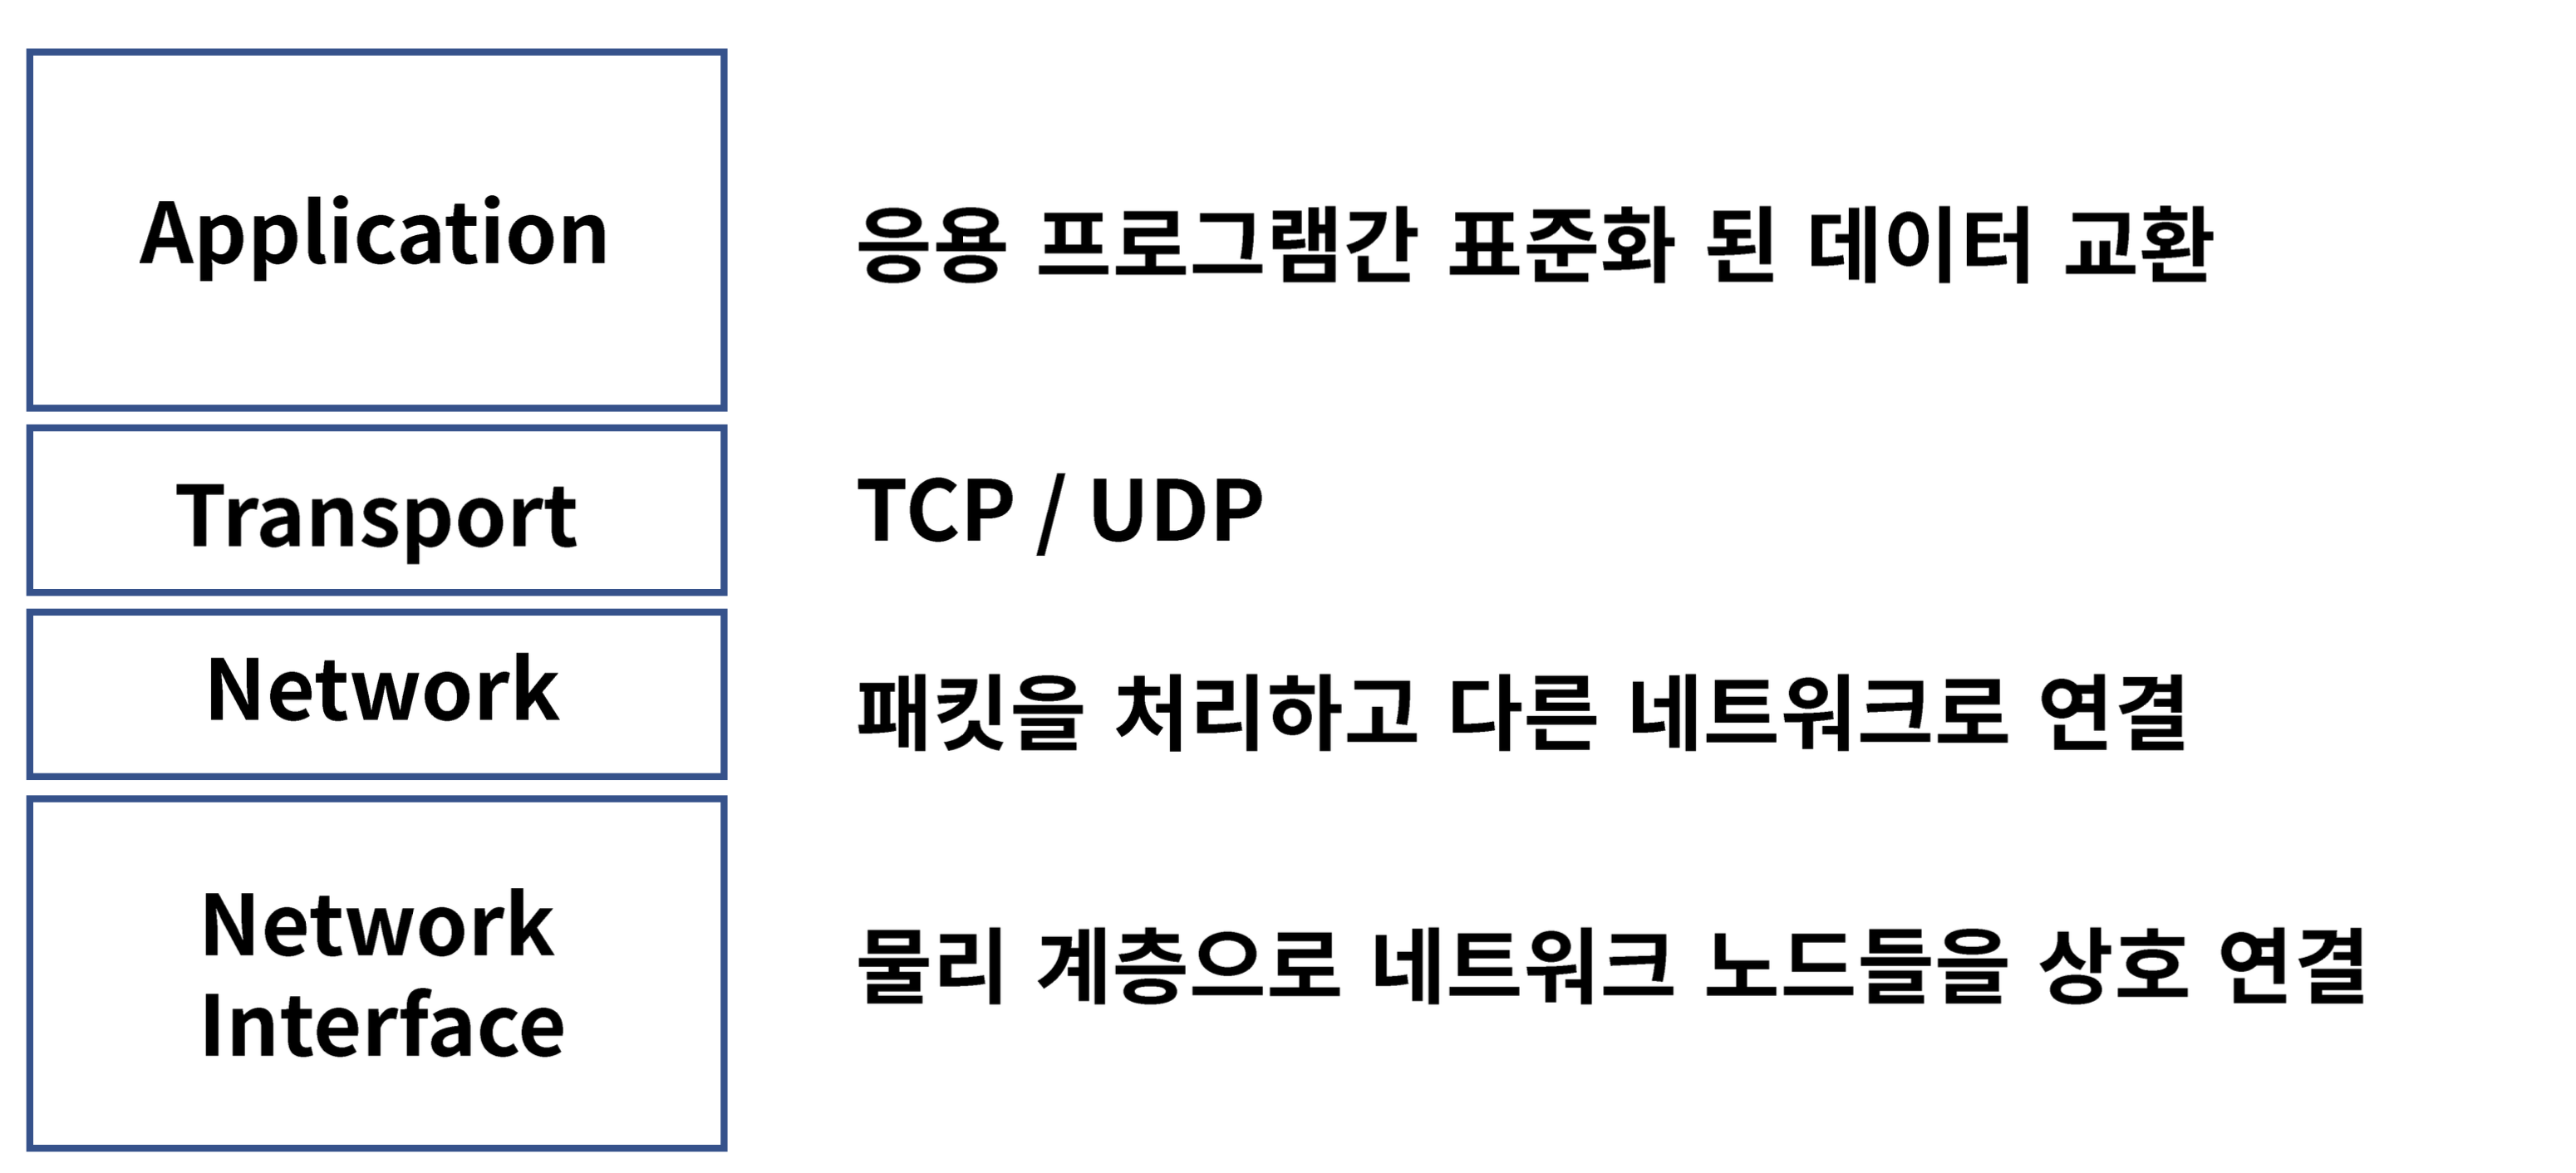 Application
응용 프로그램간 표준화 된 데이터 교환
Transport
TCP / UDP
Network
패킷을 처리하고 다른 네트워크로 연결
Network
Interface
물리 계층으로 네트워크 노드들을 상호 연결